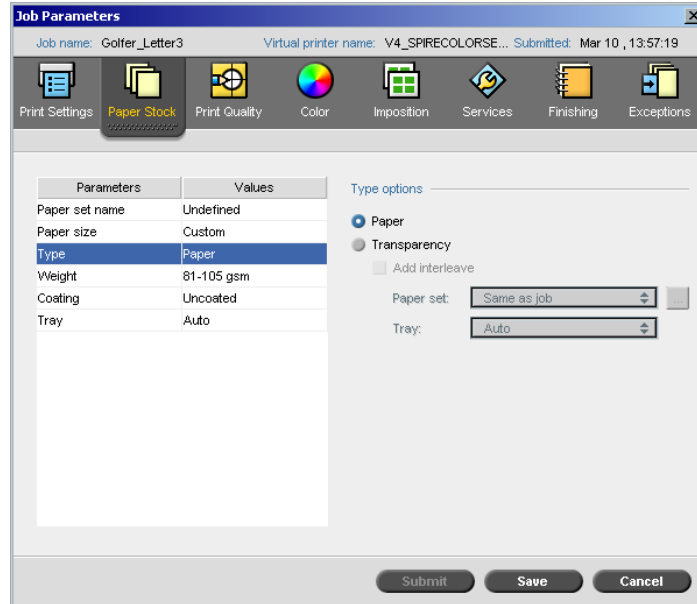 Job Parameters
Job name: Golfer_Letter3 Virtual printer name: V4_SPIRECOLORSE... Submitted: Mar 10 , 13:57:19
Print Settings Paper Stock Print Quality Color Imposition Services Finishing Exceptions
Parameters Values
Paper set name Undefined
Paper size Custom
Type Paper
Weight 81-105 gsm
Coating Uncoated
Tray Auto
Type options
Paper
Transparency
Add interleave
Paper set: Same as job ...
Tray: Auto
Submit Save Cancel